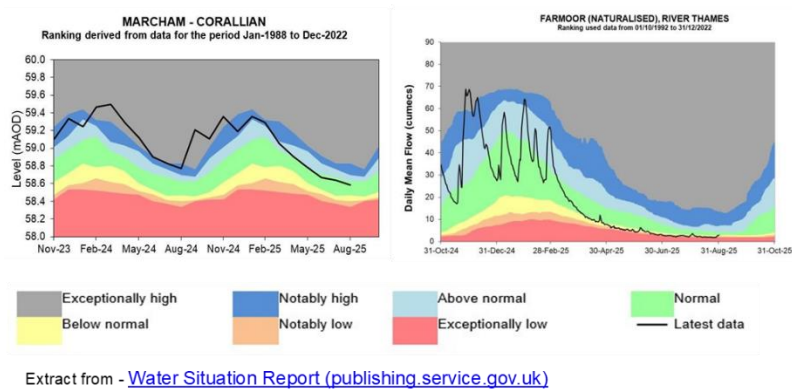 MARCHAM - CORALLIAN
Ranking derived from data for the period Jan-1988 to Dec-2022
Level (mAOD)
60.0
59.8
59.6
59.4
59.2
59.0
58.8
58.6
58.4
58.2
58.0
Nov-23 Feb-24 May-24 Aug-24 Nov-24 Feb-25 May-25 Aug-25
FARMOOR (NATURALISED), RIVER THAMES
Ranking used data from 01/10/1992 to 31/12/2022
Daily Mean Flow (cumecs)
90
80
70
60
50
40
30
20
10
0
31-Oct-24 31-Dec-24 28-Feb-25 30-Apr-25 30-Jun-25 31-Aug-25 31-Oct-25
Exceptionally high Notably high Above normal Normal
Below normal Notably low Exceptionally low Latest data
Extract from - Water Situation Report (publishing.service.gov.uk)